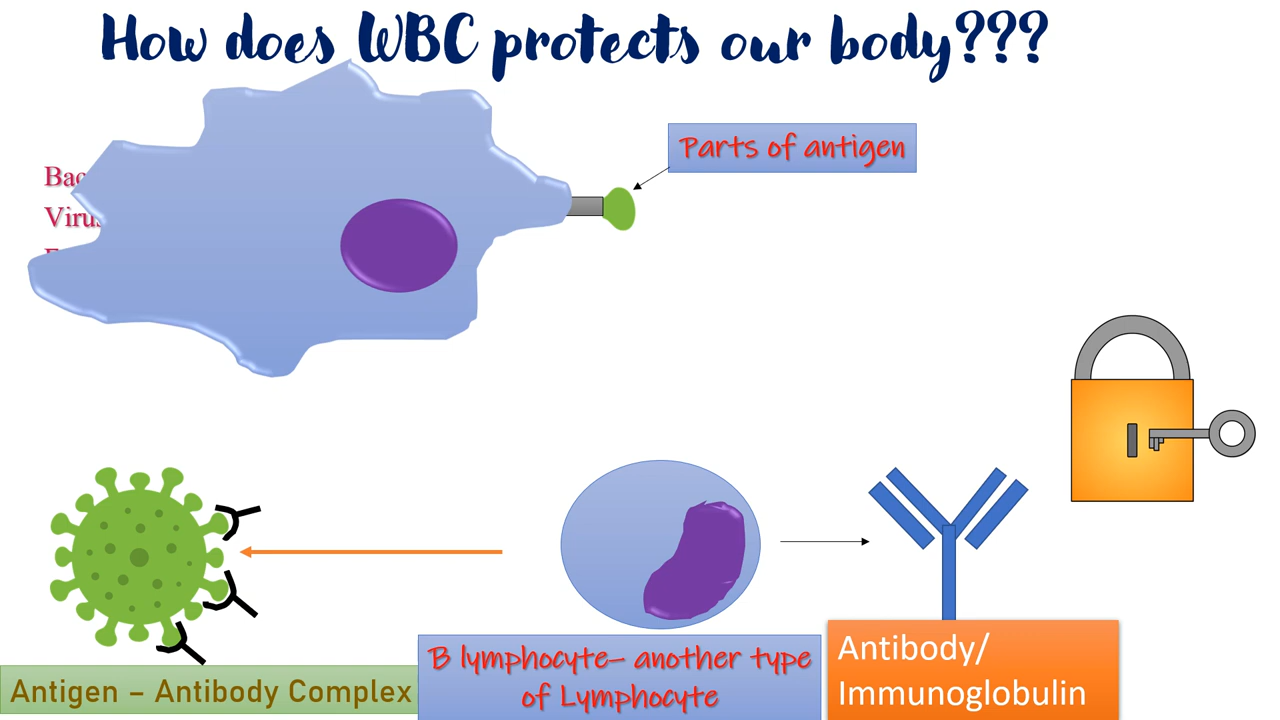 How does WBC protects our body???
Parts of antigen
Virus
B lymphocyte– another type
of Lymphocyte
Antibody/
Immunoglobulin
Antigen – Antibody Complex